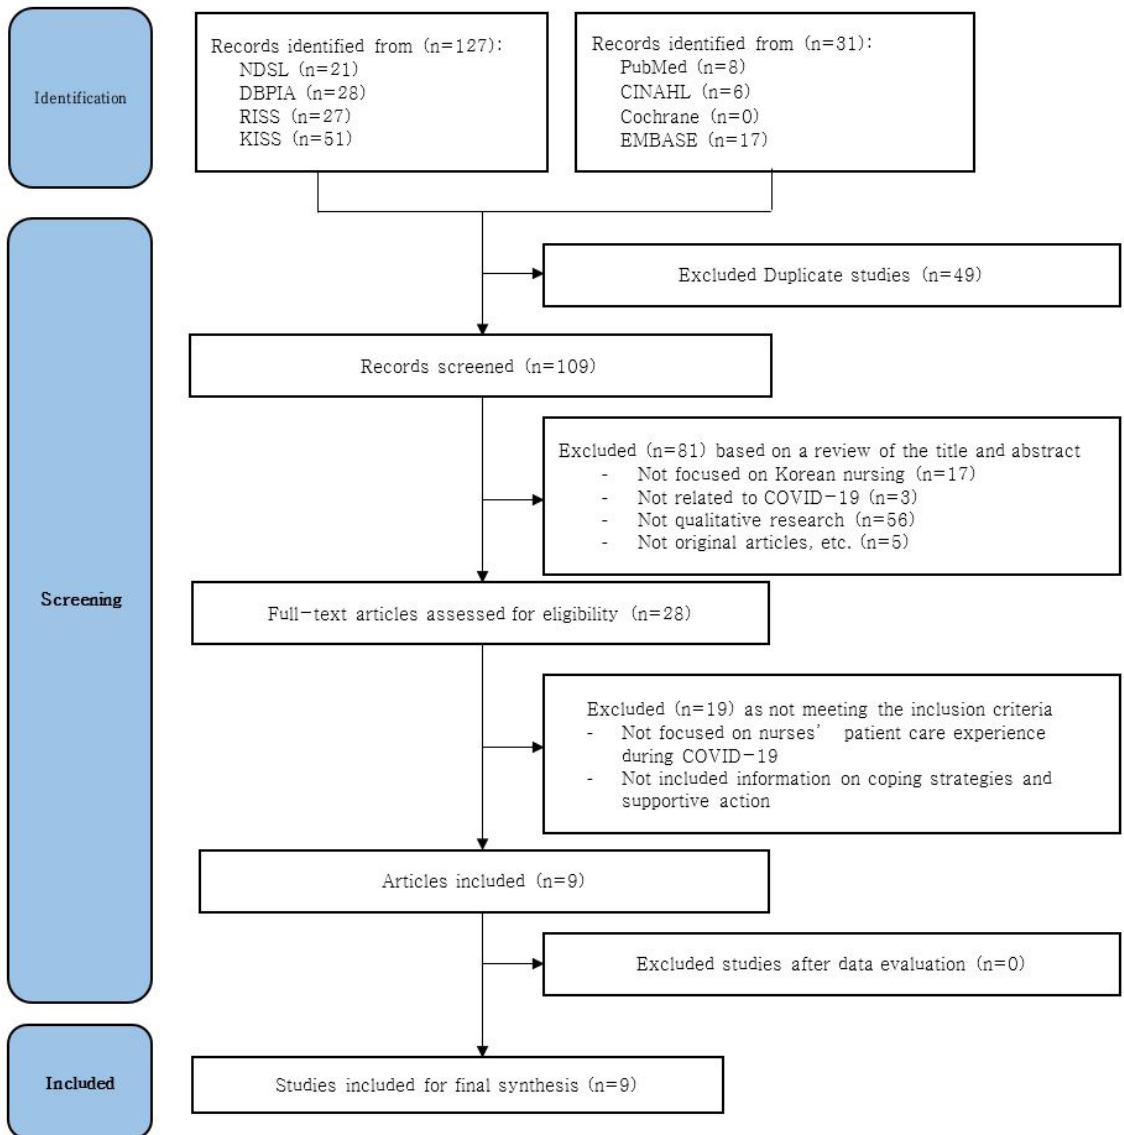 Identification
Records identified from (n=127):
NDSL (n=21)
DBPIA (n=28)
RISS (n=27)
KISS (n=51)
Records identified from (n=31):
PubMed (n=8)
CINAHL (n=6)
Cochrane (n=0)
EMBASE (n=17)
Screening
Excluded Duplicate studies (n=49)
Records screened (n=109)
Excluded (n=81) based on a review of the title and abstract
- Not focused on Korean nursing (n=17)
- Not related to COVID-19 (n=3)
- Not qualitative research (n=56)
- Not original articles, etc. (n=5)
Full-text articles assessed for eligibility (n=28)
Excluded (n=19) as not meeting the inclusion criteria
- Not focused on nurses’ patient care experience
during COVID-19
- Not included information on coping strategies and
supportive action
Articles included (n=9)
Excluded studies after data evaluation (n=0)
Included
Studies included for final synthesis (n=9)